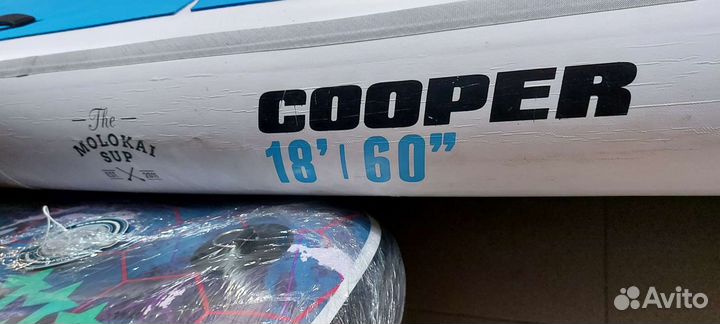 The
MOLOKAI
SUP
COOPER
18' | 60"
Avito